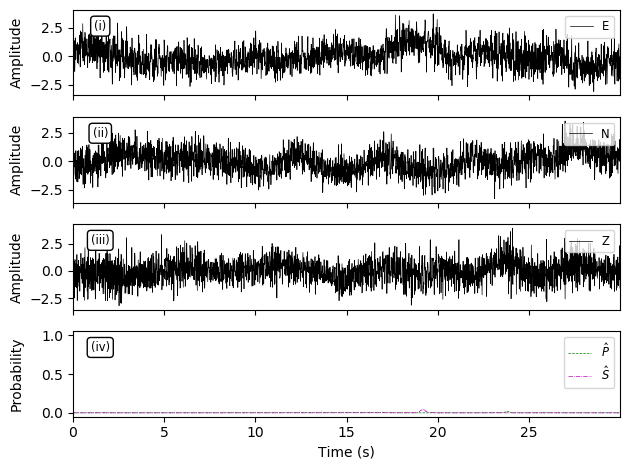 (i)
E
Amplitude
2.5
0.0
−2.5
(ii)
N
Amplitude
2.5
0.0
−2.5
(iii)
Z
Amplitude
2.5
0.0
−2.5
(iv)
P̂
Ŝ
Probability
1.0
0.5
0.0
0 5 10 15 20 25
Time (s)